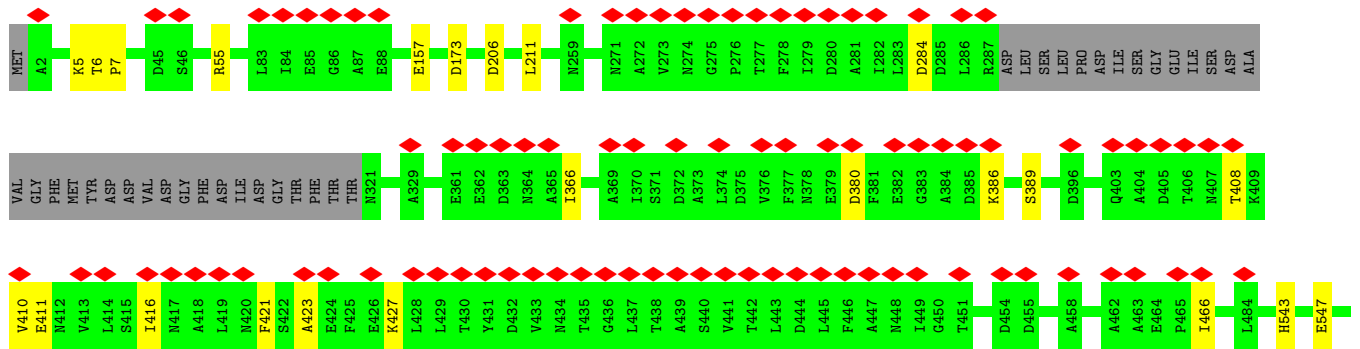 MET A2 K5 T6 P7 D45 S46 R55 L83 I84 E85 G86 A87 E88 E157 D173 D206 L211 N259 N271 A272 V273 N274 G275 P276 T277 F278 I279 D280 A281 I282 L283 D284 D285 L286 R287 ASP LEU SER LEU PRO ASP ILE SER GLY GLU ILE SER ASP ALA
VAL GLY PHE MET TYR ASP ASP VAL ASP GLY PHE ASP ILE ASP GLY THR PHE THR THR N321 A329 E361 E362 D363 N364 A365 I366 A369 I370 S371 D372 A373 L374 D375 V376 F377 N378 E379 D380 F381 E382 G383 A384 D385 K386 S389 D396 Q403 A404 D405 T406 N407 T408 K409
V410 E411 N412 V413 L414 S415 I416 N417 A418 L419 N420 F421 S422 A423 E424 F425 E426 K427 L428 L429 T430 Y431 D432 V433 N434 T435 G436 L437 T438 A439 S440 V441 T442 L443 D444 L445 F446 A447 N448 I449 G450 T451 D454 D455 A458 A462 A463 E464 P465 I466 L484 H543 E547